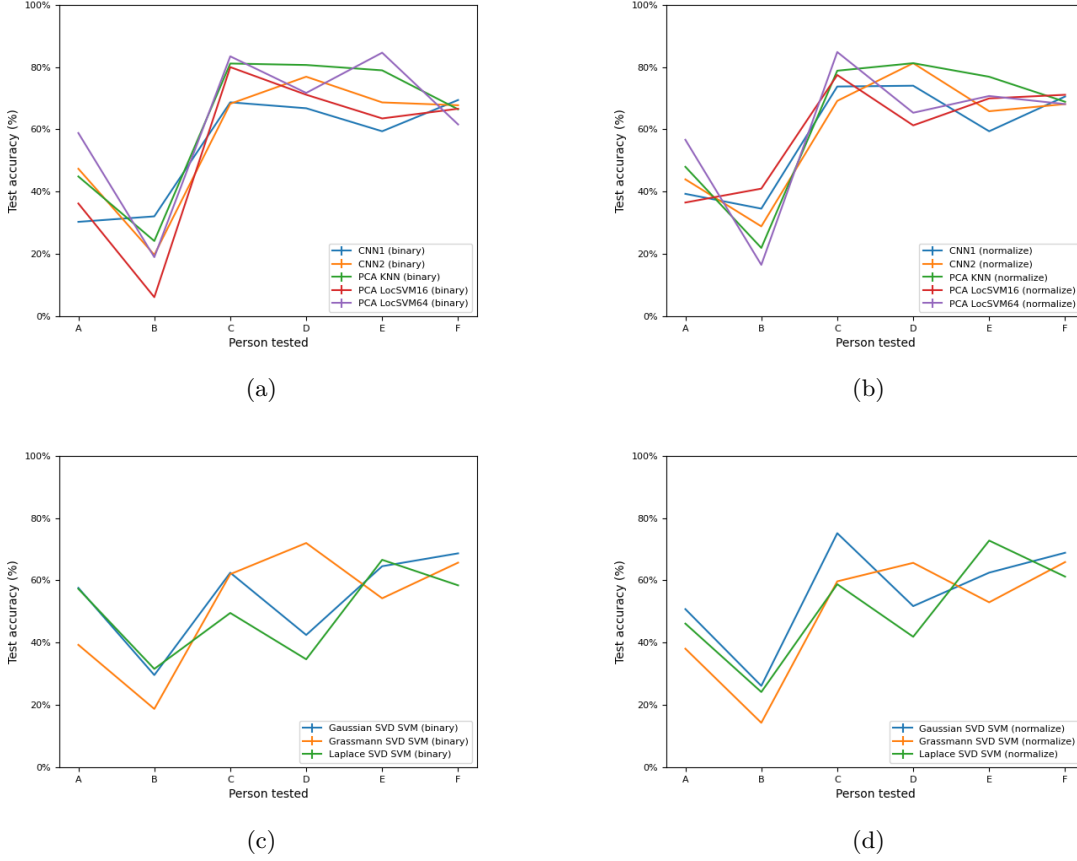 100%
80%
60%
40%
20%
0%
Test accuracy (%)
A B C D E F
Person tested
CNN1 (binary)
CNN2 (binary)
PCA KNN (binary)
PCA LocSVM16 (binary)
PCA LocSVM64 (binary)
(a)
100%
80%
60%
40%
20%
0%
Test accuracy (%)
A B C D E F
Person tested
CNN1 (normalize)
CNN2 (normalize)
PCA KNN (normalize)
PCA LocSVM16 (normalize)
PCA LocSVM64 (normalize)
(b)
100%
80%
60%
40%
20%
0%
Test accuracy (%)
A B C D E F
Person tested
Gaussian SVD SVM (binary)
Grassmann SVD SVM (binary)
Laplace SVD SVM (binary)
(c)
100%
80%
60%
40%
20%
0%
Test accuracy (%)
A B C D E F
Person tested
Gaussian SVD SVM (normalize)
Grassmann SVD SVM (normalize)
Laplace SVD SVM (normalize)
(d)